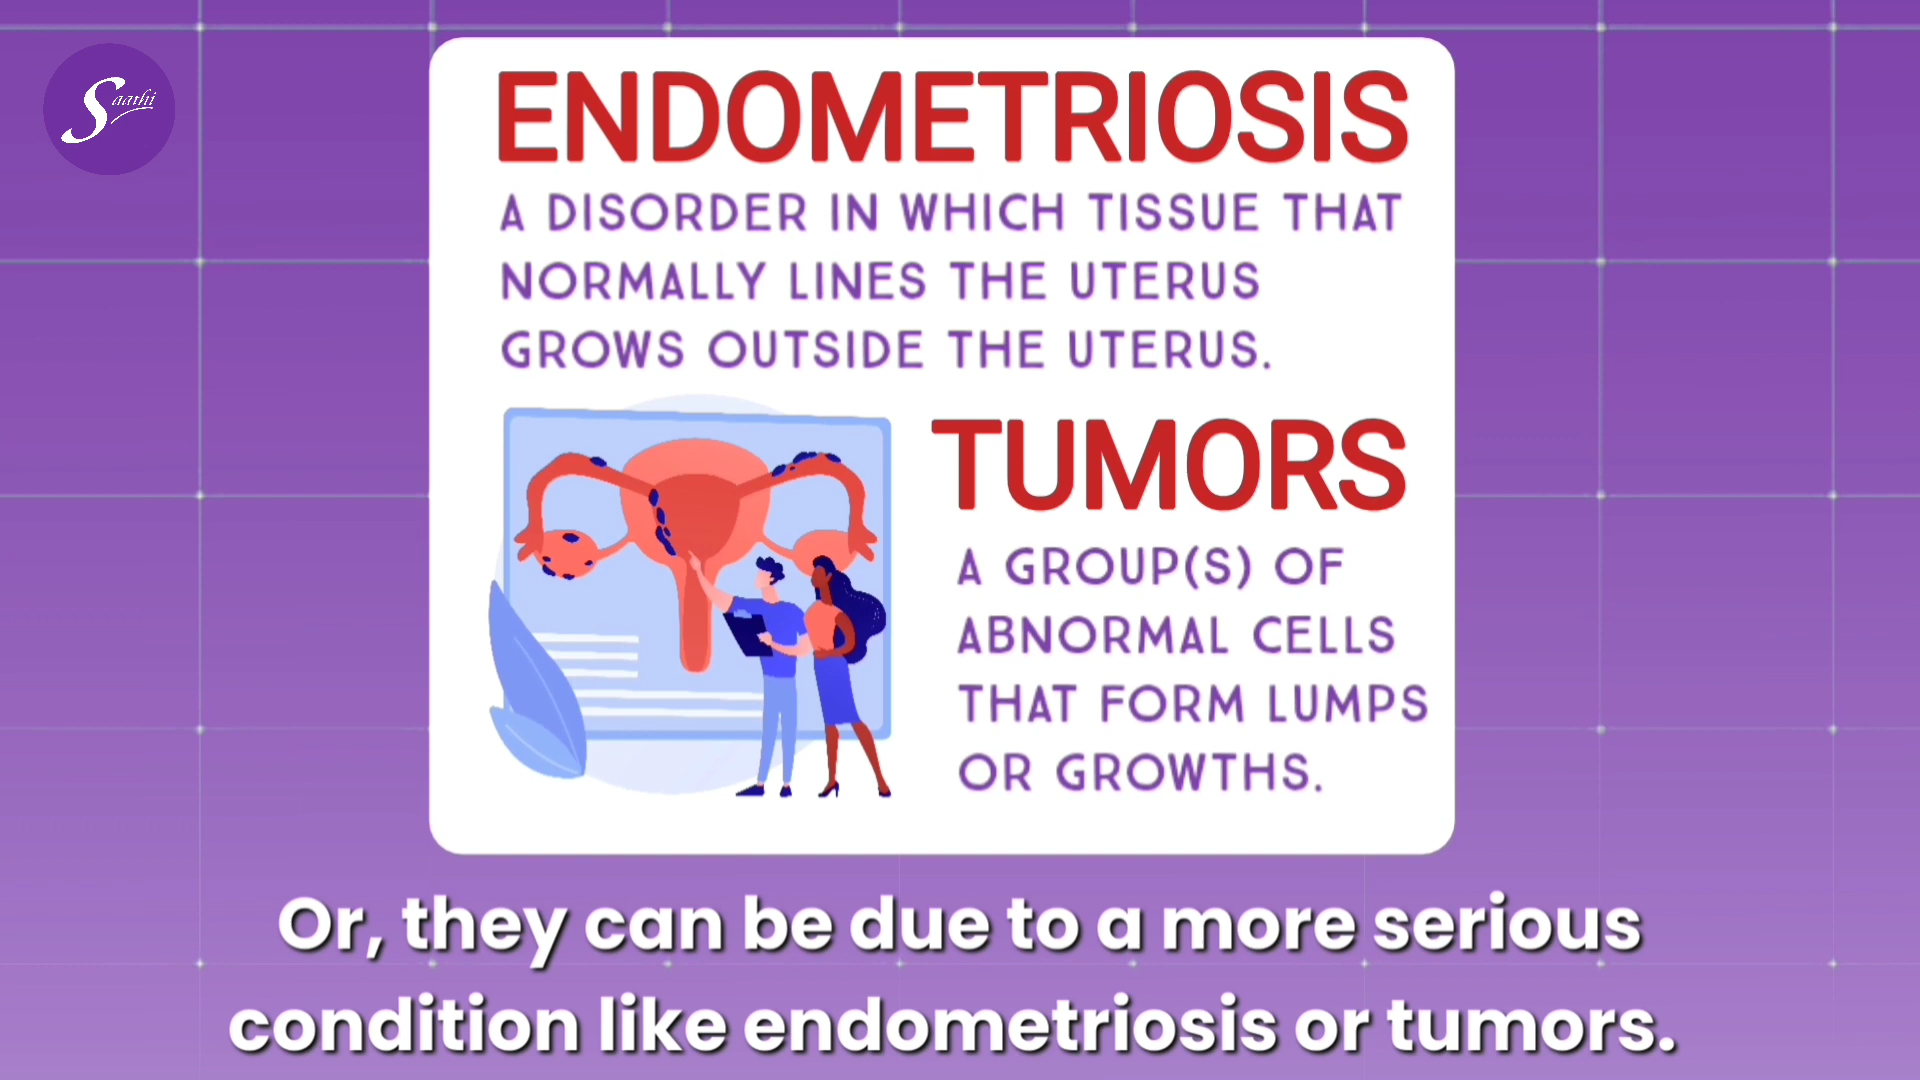 Saathi
ENDOMETRIOSIS
A DISORDER IN WHICH TISSUE THAT
NORMALLY LINES THE UTERUS
GROWS OUTSIDE THE UTERUS.
TUMORS
A GROUP(S) OF
ABNORMAL CELLS
THAT FORM LUMPS
OR GROWTHS.
Or, they can be due to a more serious
condition like endometriosis or tumors.